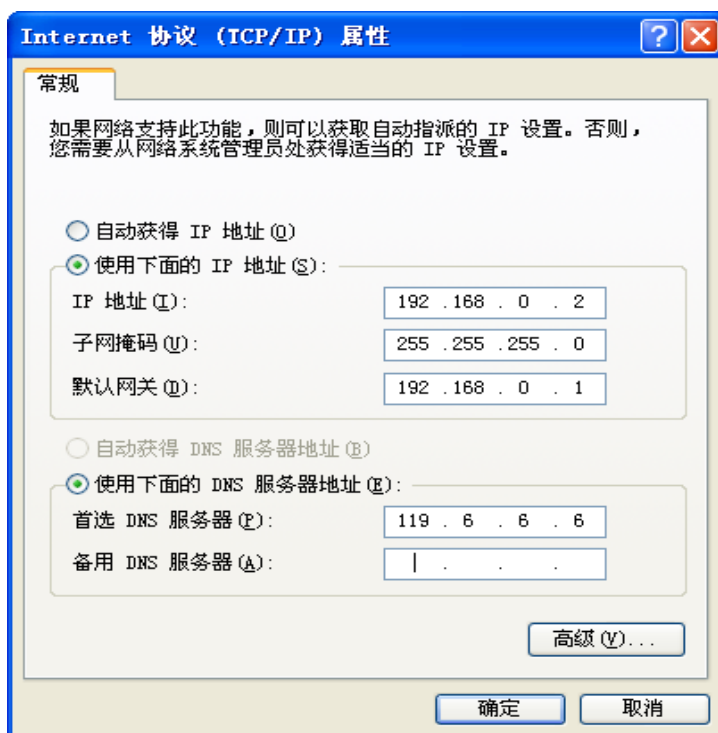 Internet 协议 (TCP/IP) 属性
常规
如果网络支持此功能，则可以获取自动指派的 IP 设置。否则，
您需要从网络系统管理员处获得适当的 IP 设置。
自动获得 IP 地址(O)
使用下面的 IP 地址(S):
IP 地址(I): 192 .168 . 0 . 2
子网掩码(U): 255 .255 .255 . 0
默认网关(D): 192 .168 . 0 . 1
自动获得 DNS 服务器地址(B)
使用下面的 DNS 服务器地址(E):
首选 DNS 服务器(P): 119 . 6 . 6 . 6
备用 DNS 服务器(A): . . .
高级(V)...
确定 取消